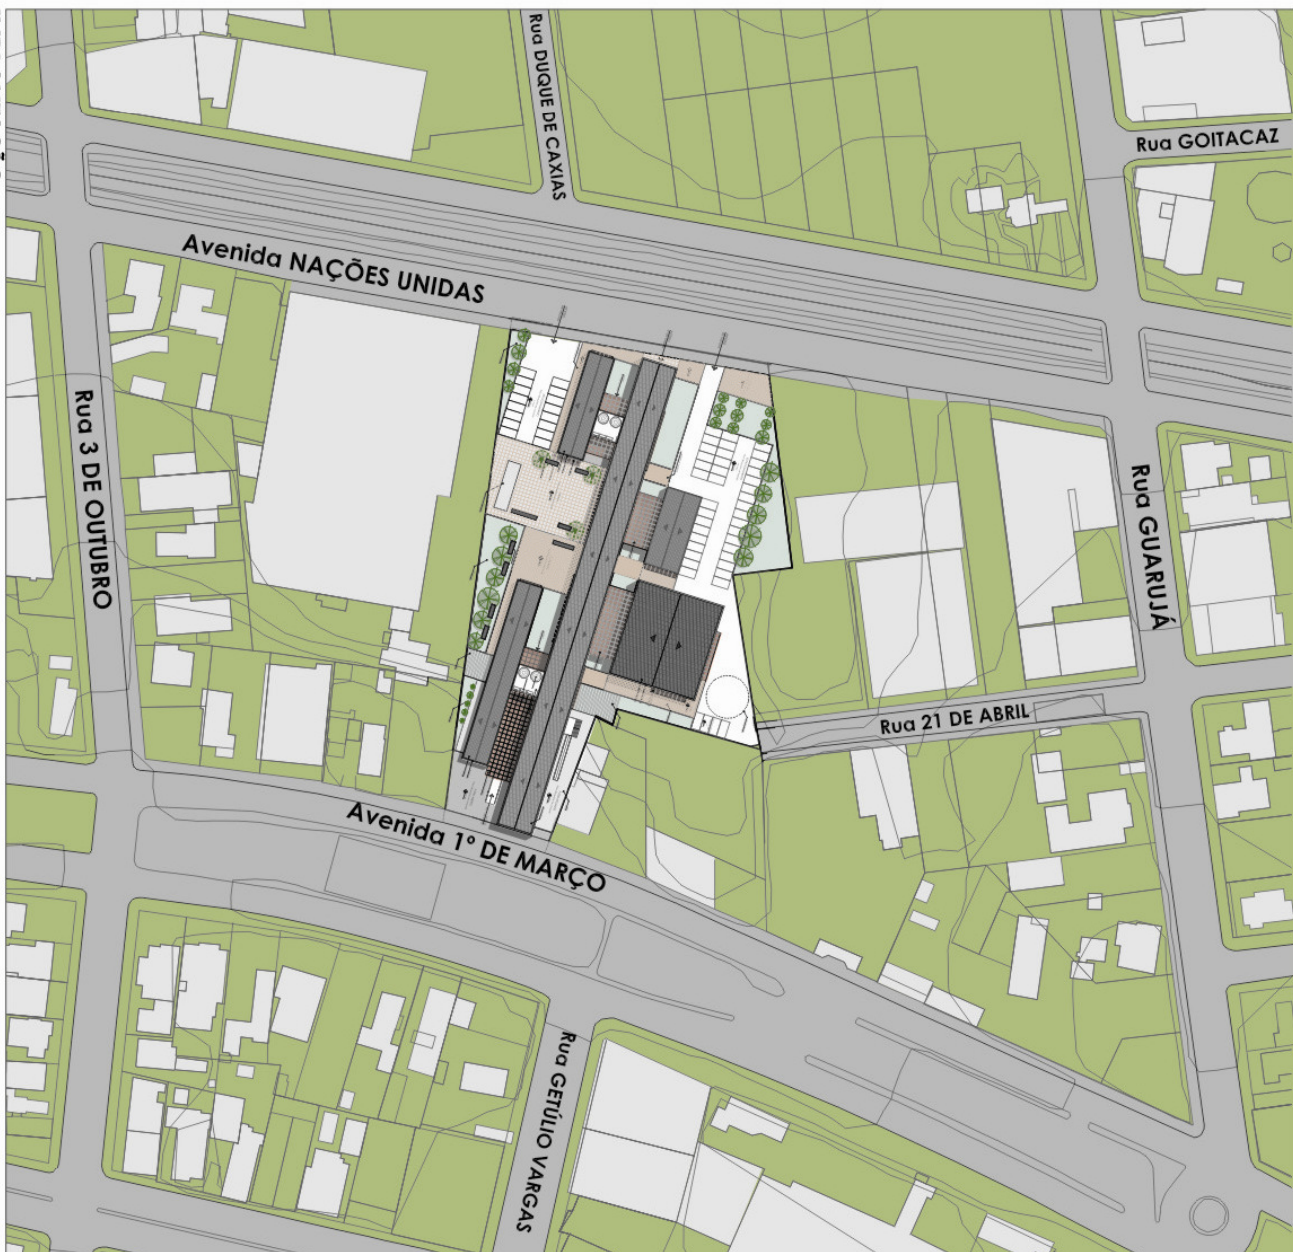 Rua DUQUE DE CAXIAS
Rua GOITACAZ
Avenida NAÇÕES UNIDAS
Rua 3 DE OUTUBRO
Rua GUARUJÁ
Rua 21 DE ABRIL
Avenida 1º DE MARÇO
Rua GETÚLIO VARGAS